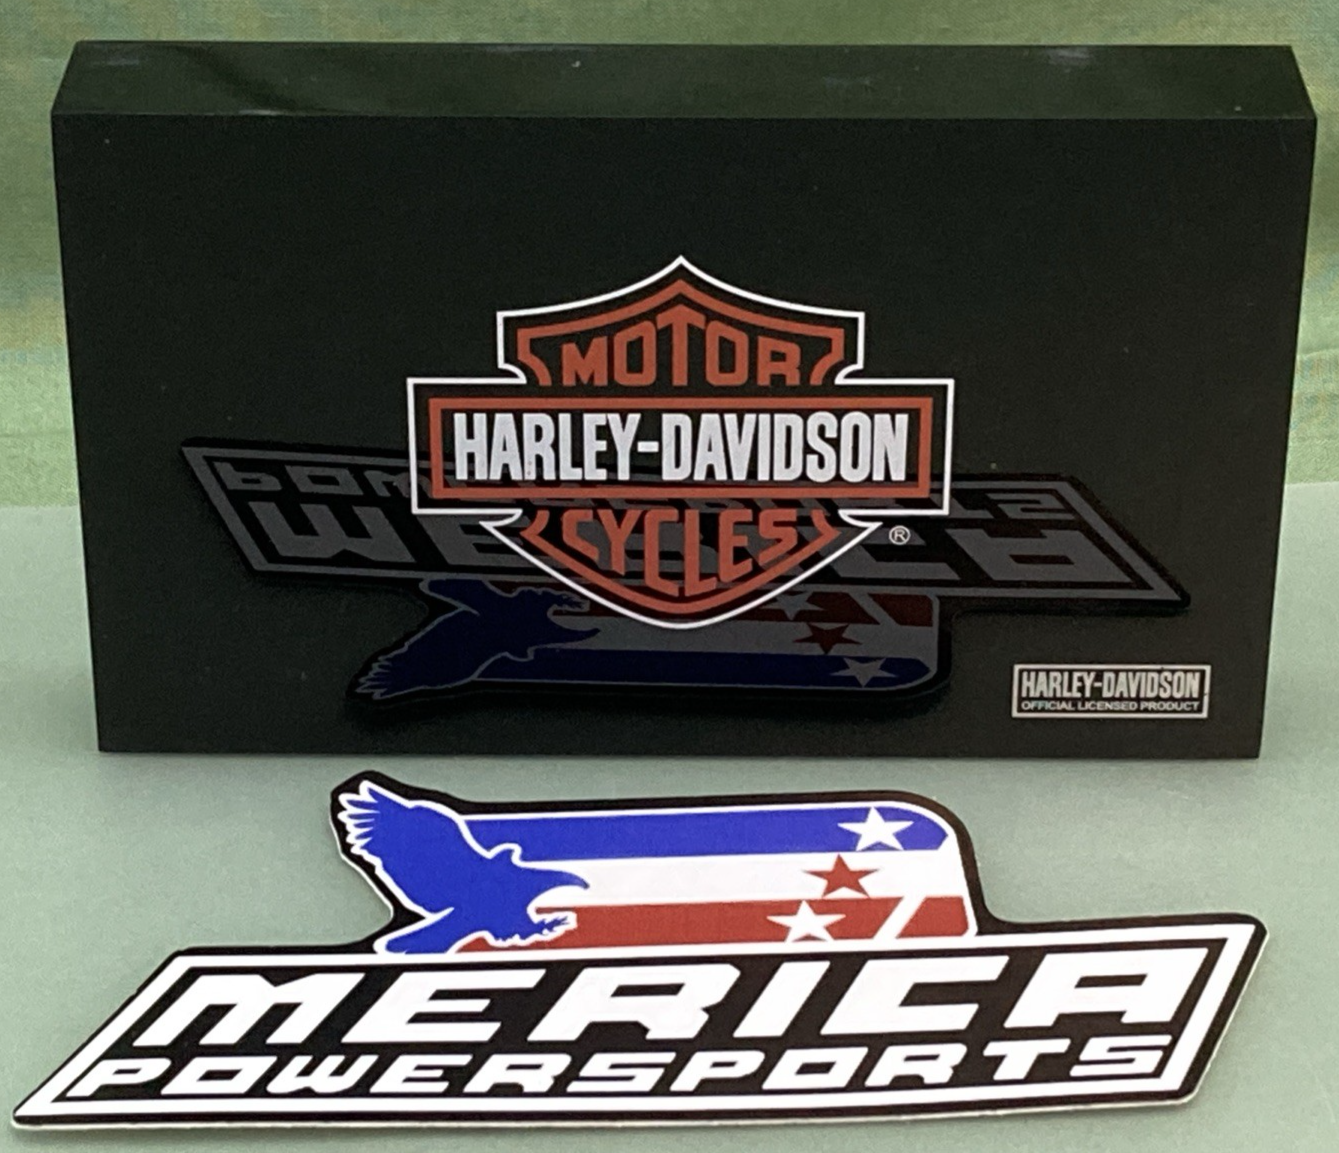 MOTOR
HARLEY-DAVIDSON
CYCLES
®
HARLEY-DAVIDSON
OFFICIAL LICENSED PRODUCT
MERICA
POWERSPORTS